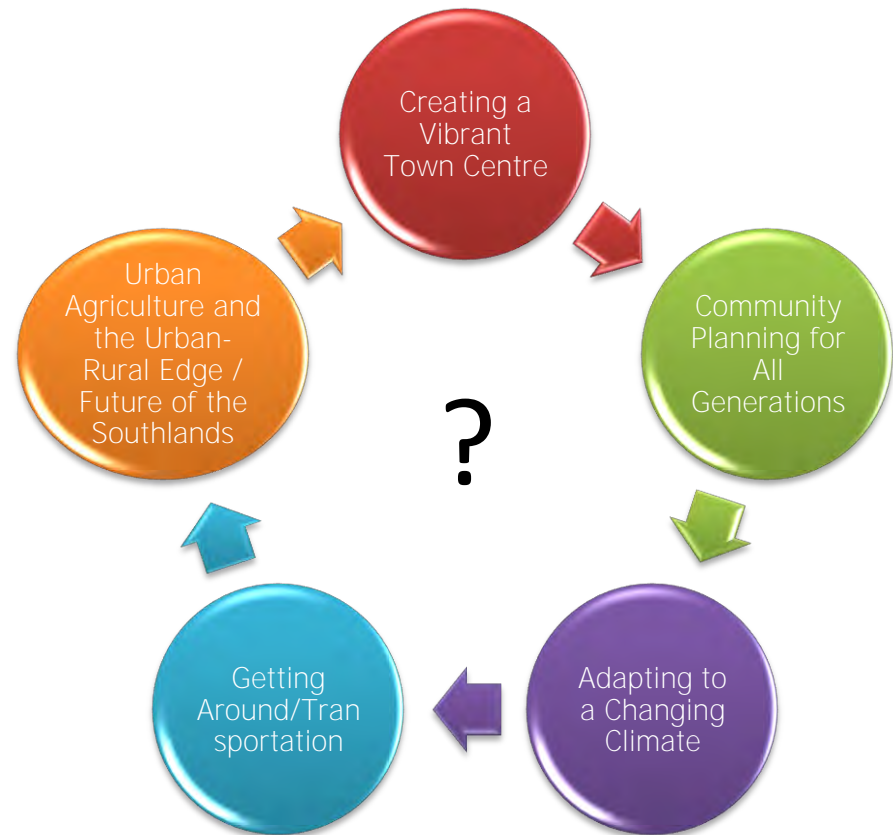 Creating a
Vibrant
Town Centre
Community
Planning for
All
Generations
Adapting to
a Changing
Climate
Getting
Around/Tran
sportation
Urban
Agriculture and
the Urban-
Rural Edge /
Future of the
Southlands
?